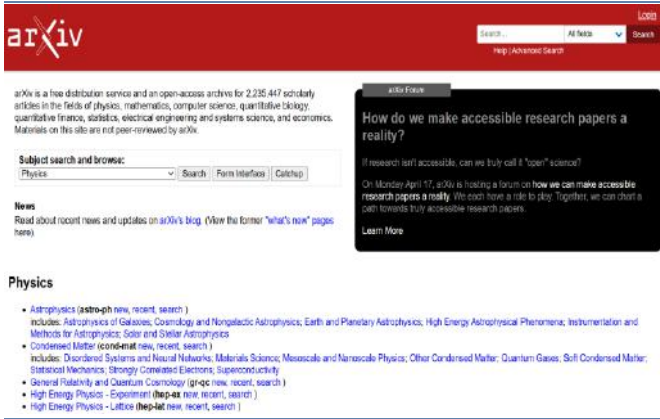 Login
arXiv
Search...
All fields
Search
Help | Advanced Search
arXiv is a free distribution service and an open-access archive for 2,235,447 scholarly
articles in the fields of physics, mathematics, computer science, quantitative biology,
quantitative finance, statistics, electrical engineering and systems science, and economics.
Materials on this site are not peer-reviewed by arXiv.
Subject search and browse:
Physics
Search
Form Interface
Catchup
News
Read about recent news and updates on arXiv's blog. (View the former "what's new" pages
here).
arXiv Forum
How do we make accessible research papers a
reality?
If research isn't accessible, can we truly call it "open" science?
On Monday April 17, arXiv is hosting a forum on how we can make accessible
research papers a reality. We each have a role to play. Together, we can chart a
path towards truly accessible research papers.
Learn More
Physics
• Astrophysics (astro-ph new, recent, search )
includes: Astrophysics of Galaxies; Cosmology and Nongalactic Astrophysics; Earth and Planetary Astrophysics; High Energy Astrophysical Phenomena; Instrumentation and
Methods for Astrophysics; Solar and Stellar Astrophysics
• Condensed Matter (cond-mat new, recent, search )
includes: Disordered Systems and Neural Networks; Materials Science; Mesoscale and Nanoscale Physics; Other Condensed Matter; Quantum Gases; Soft Condensed Matter;
Statistical Mechanics; Strongly Correlated Electrons; Superconductivity
• General Relativity and Quantum Cosmology (gr-qc new, recent, search )
• High Energy Physics - Experiment (hep-ex new, recent, search )
• High Energy Physics - Lattice (hep-lat new, recent, search )